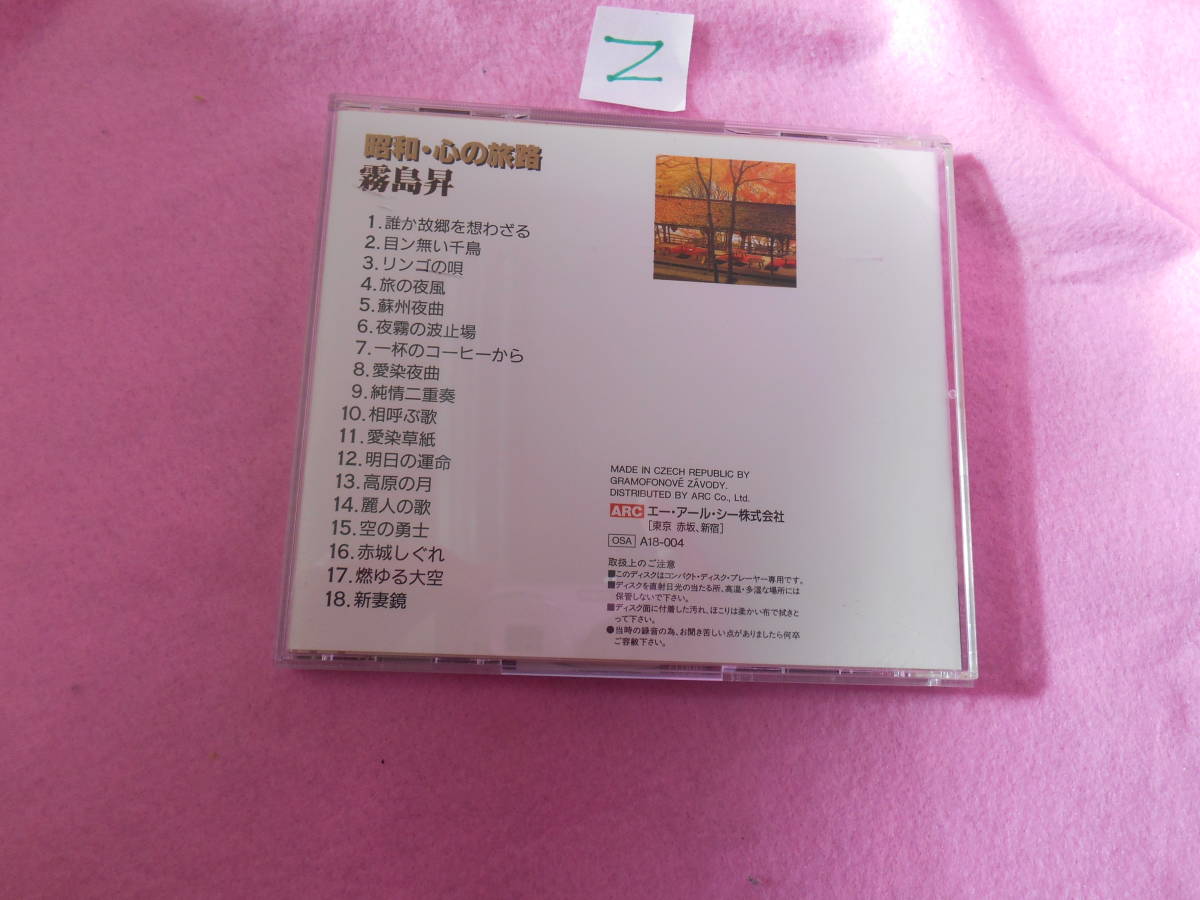 Z
昭和・心の旅路
霧島昇
1.誰か故郷を想わざる
2.目ン無い千鳥
3.リンゴの唄
4.旅の夜風
5.蘇州夜曲
6.夜霧の波止場
7.一杯のコーヒーから
8.愛染夜曲
9.純情二重奏
10.相呼ぶ歌
11.愛染草紙
12.明日の運命
13.高原の月
14.麗人の歌
15.空の勇士
16.赤城しぐれ
17.燃ゆる大空
18.新妻鏡
MADE IN CZECH REPUBLIC BY
GRAMOFONOVÉ ZÁVODY.
DISTRIBUTED BY ARC Co., Ltd.
ARC エー・アール・シー株式会社
[東京 赤坂、新宿]
OSA A18-004
取扱上のご注意
■このディスクはコンパクト・ディスク・プレーヤー専用です。
■ディスクを直射日光の当たる所、高温・多湿な場所には
保管しないで下さい。
■ディスク面に付着した汚れ、ほこりは柔かい布で拭きと
って下さい。
●当時の録音の為、お聞き苦しい点がありましたら何卒
ご容赦下さい。